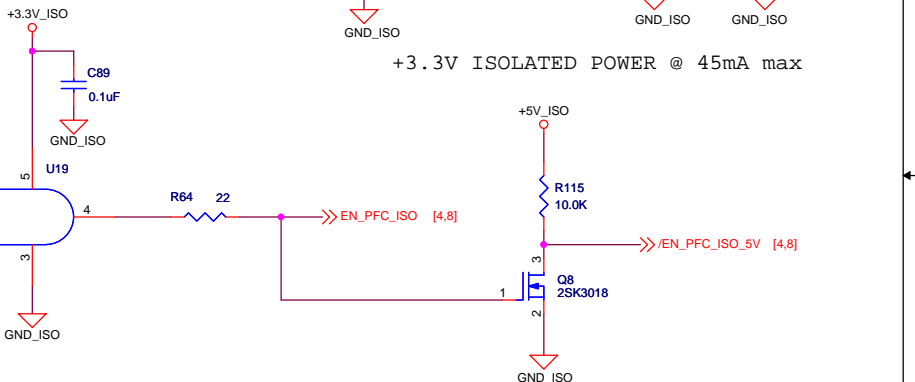 +3.3V_ISO
GND_ISO
GND_ISO
GND_ISO
+3.3V ISOLATED POWER @ 45mA max
C89
0.1uF
GND_ISO
+5V_ISO
U19
5
R64
22
R115
10.0K
4
EN_PFC_ISO [4,8]
/EN_PFC_ISO_5V [4,8]
3
3
Q8
2SK3018
1
2
GND_ISO
GND_ISO